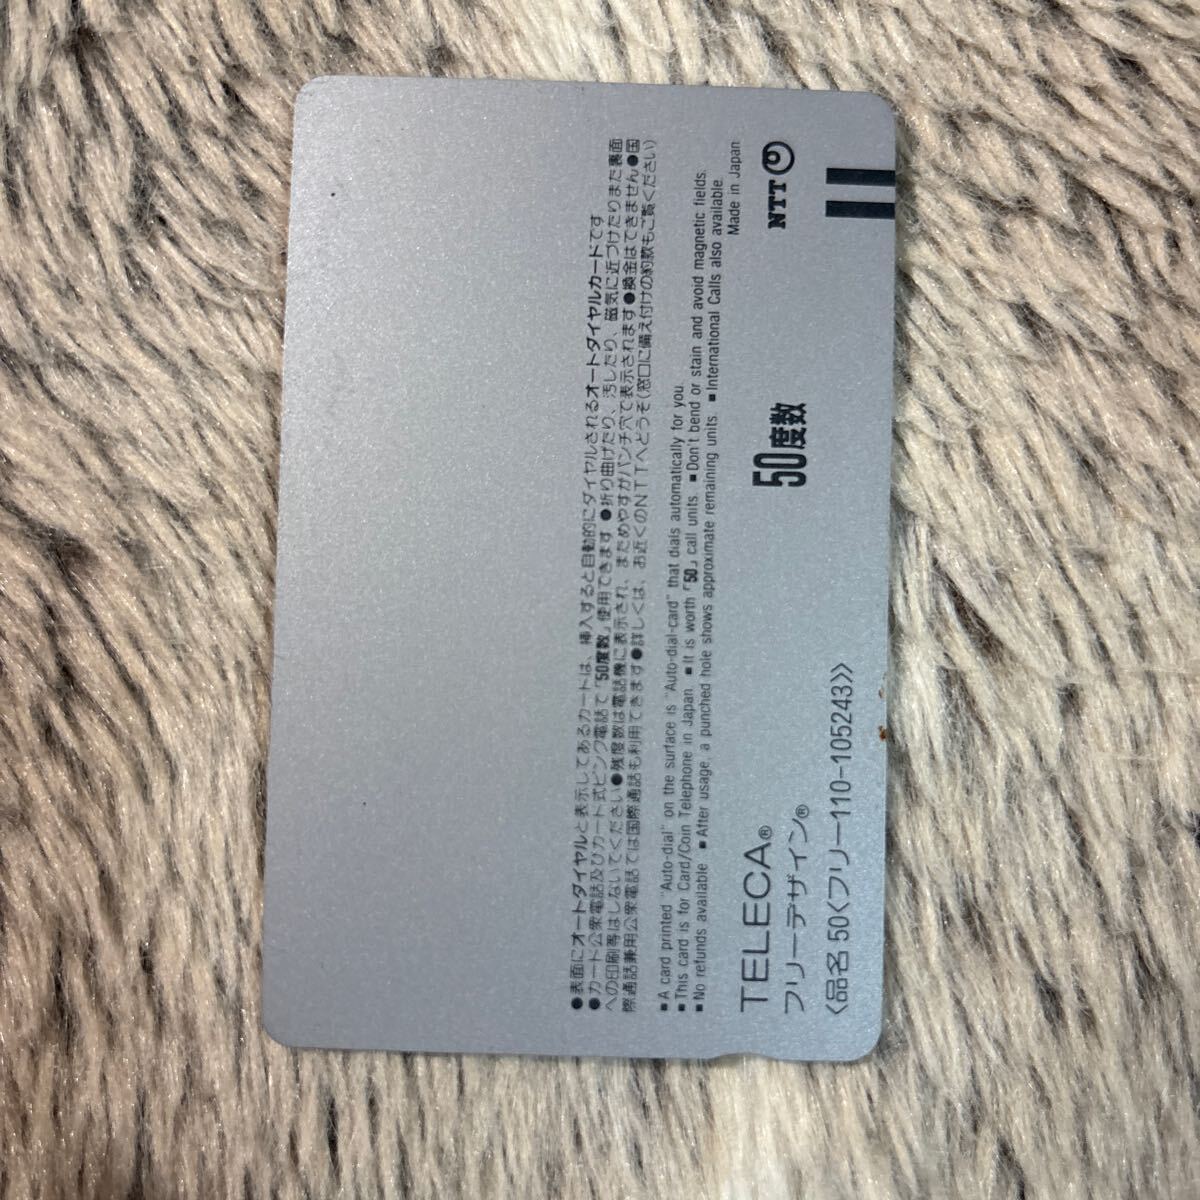 ●表面にオートダイヤルと表示してあるカードは、挿入すると自動的にダイヤルされるオートダイヤルカードです
●カード公衆電話及びカード式ピンク電話で「50度数」使用できます ●折り曲げたり、汚したり、磁気に近づけたりまた裏面
への印刷等はしないでください●残度数は電話機に表示され、まためやすがパンチ穴で表示されます●換金はできません●国
際通話兼用公衆電話では国際通話も利用できます●詳しくは、お近くのNTTへどうぞ(窓口に備え付けの約款もご覧ください)
■A card printed "Auto-dial" on the surface is "Auto-dial-card" that dials automatically for you.
■This card is for Card/Coin Telephone in Japan. ■It is worth「50」call units. ■Don't bend or stain and avoid magnetic fields.
■No refunds available. ■After usage, a punched hole shows approximate remaining units. ■International Calls also available.
Made in Japan
TELECA®
50度数
NTT
フリーデザイン®
〈品名 50〈フリー110-105243〉〉